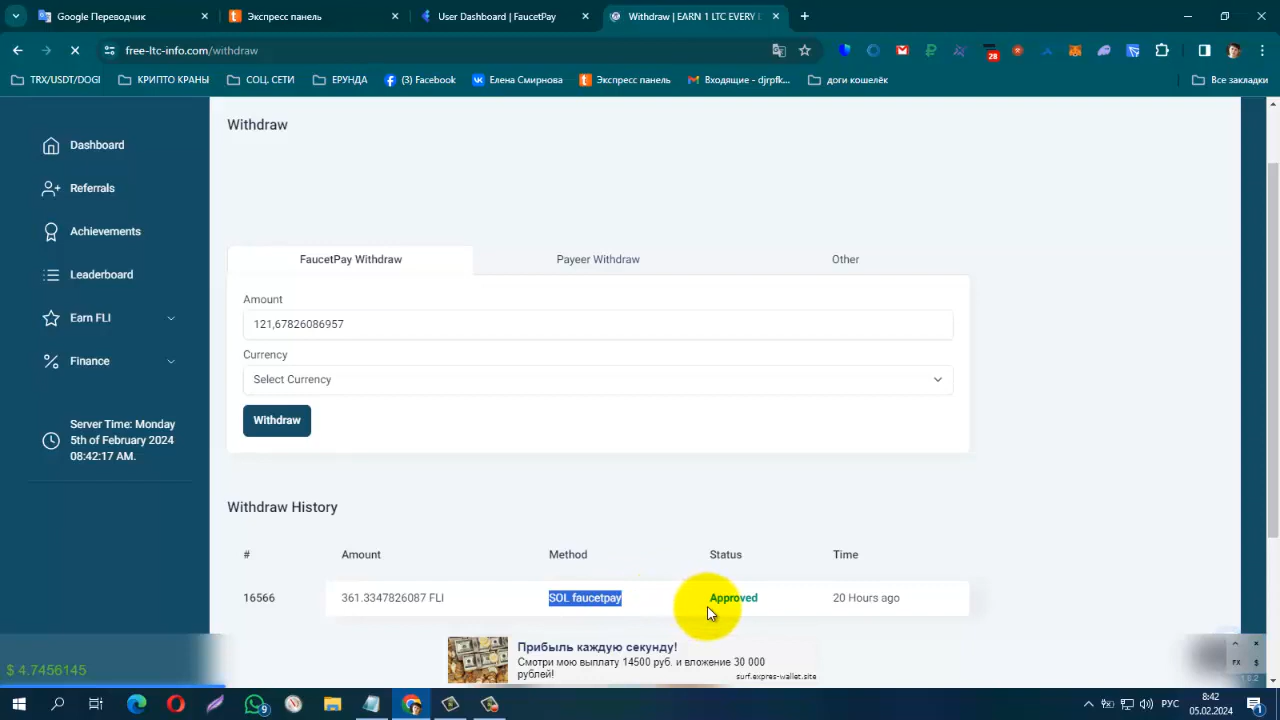 Google Переводчик
Экспресс панель
User Dashboard | FaucetPay
Withdraw | EARN 1 LTC EVERY D
free-ltc-info.com/withdraw
28
TRX/USDT/DOGI
КРИПТО КРАНЫ
СОЦ. СЕТИ
ЕРУНДА
(3) Facebook
Елена Смирнова
Экспресс панель
Входящие - djrpfk...
доги кошелёк
Все закладки
Withdraw
Dashboard
Referrals
Achievements
Leaderboard
Earn FLI
Finance
Server Time: Monday
5th of February 2024
08:42:17 AM.
FaucetPay Withdraw
Payeer Withdraw
Other
Amount
121,67826086957
Currency
Select Currency
Withdraw
Withdraw History
# Amount Method Status Time
16566 361.3347826087 FLI SOL faucetpay Approved 20 Hours ago
Прибыль каждую секунду!
Смотри мою выплату 14500 руб. и вложение 30 000
рублей!
surf.expres-wallet.site
$ 4.7456145
РУС
8:42
05.02.2024